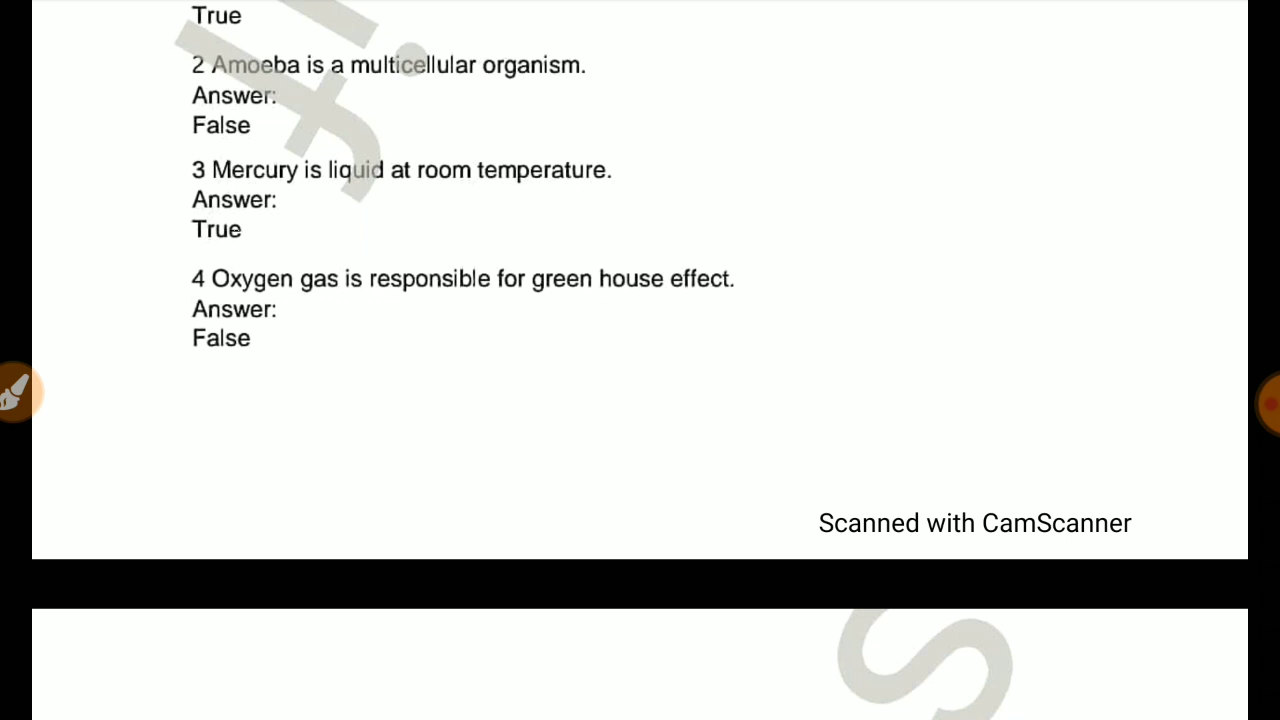 True
2 Amoeba is a multicellular organism.
Answer:
False
3 Mercury is liquid at room temperature.
Answer:
True
4 Oxygen gas is responsible for green house effect.
Answer:
False
Scanned with CamScanner